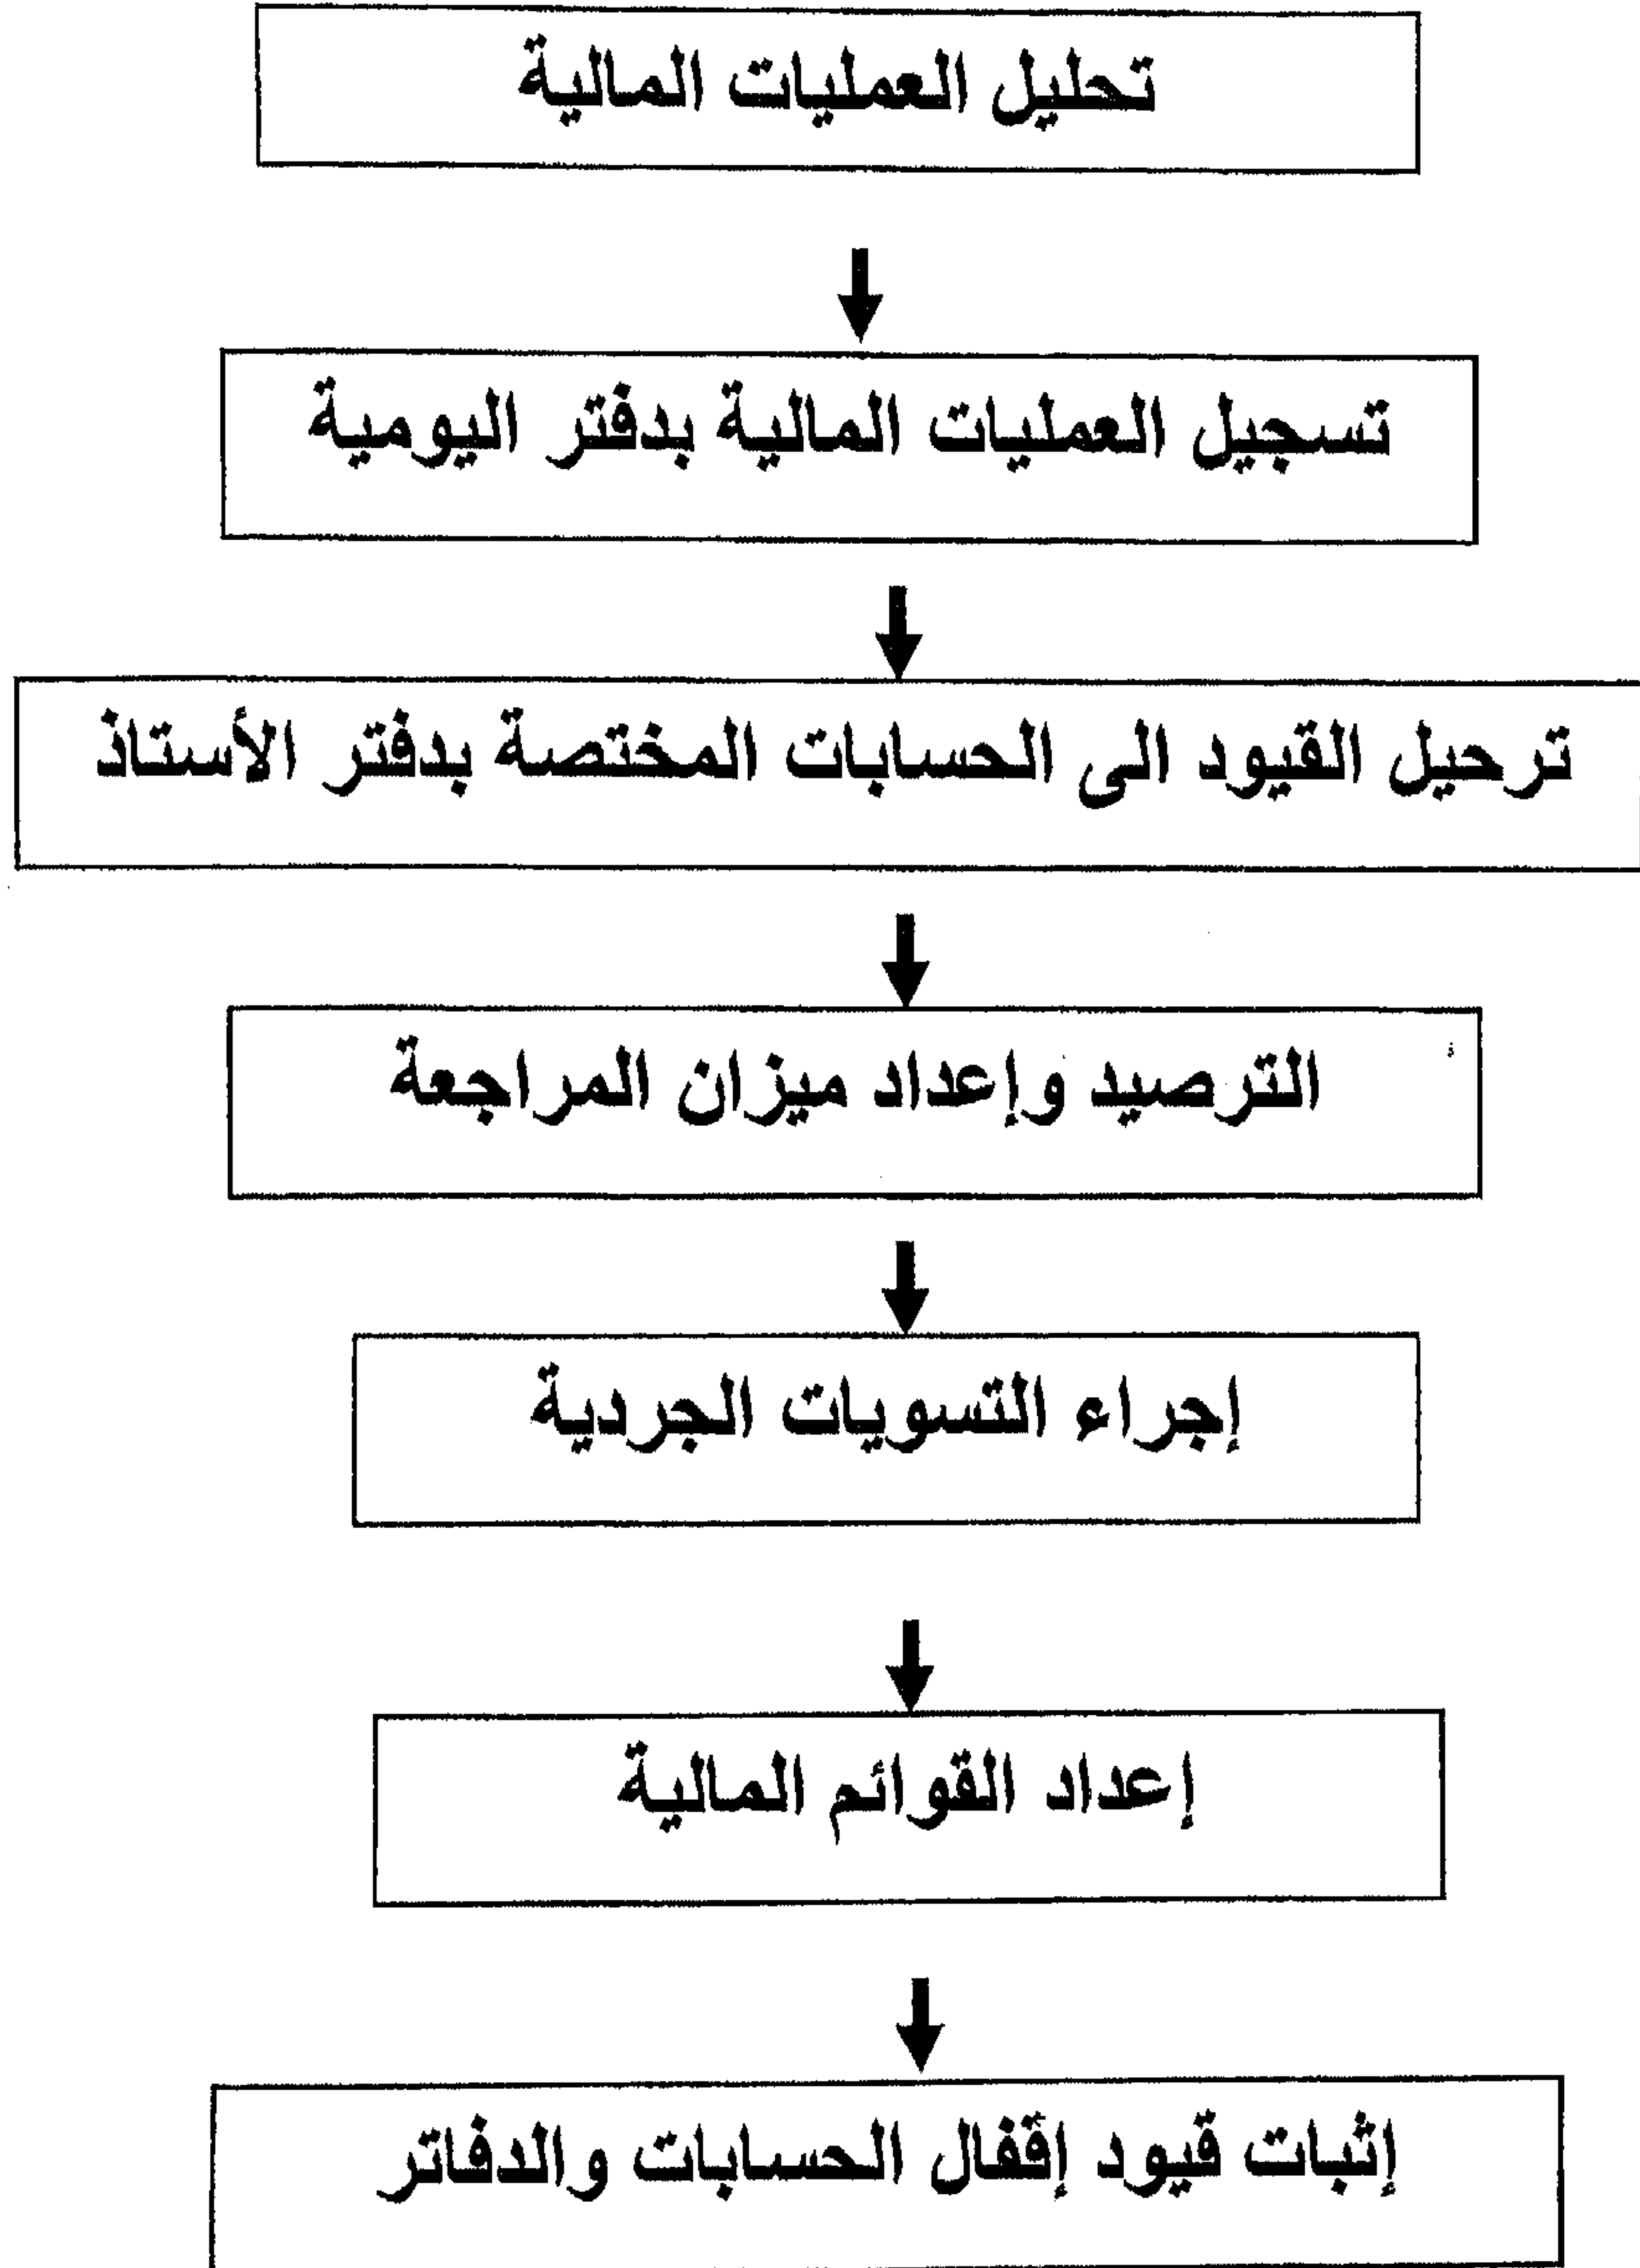 تحليل العمليات المالية
تسجيل العمليات المالية بدفتر اليومية
ترحيل القيود الى الحسابات المختصة بدفتر الأستاذ
الترصيد وإعداد ميزان المراجعة
إجراء التسويات الجردية
إعداد القوائم المالية
إثبات قيود إقفال الحسابات والدفاتر